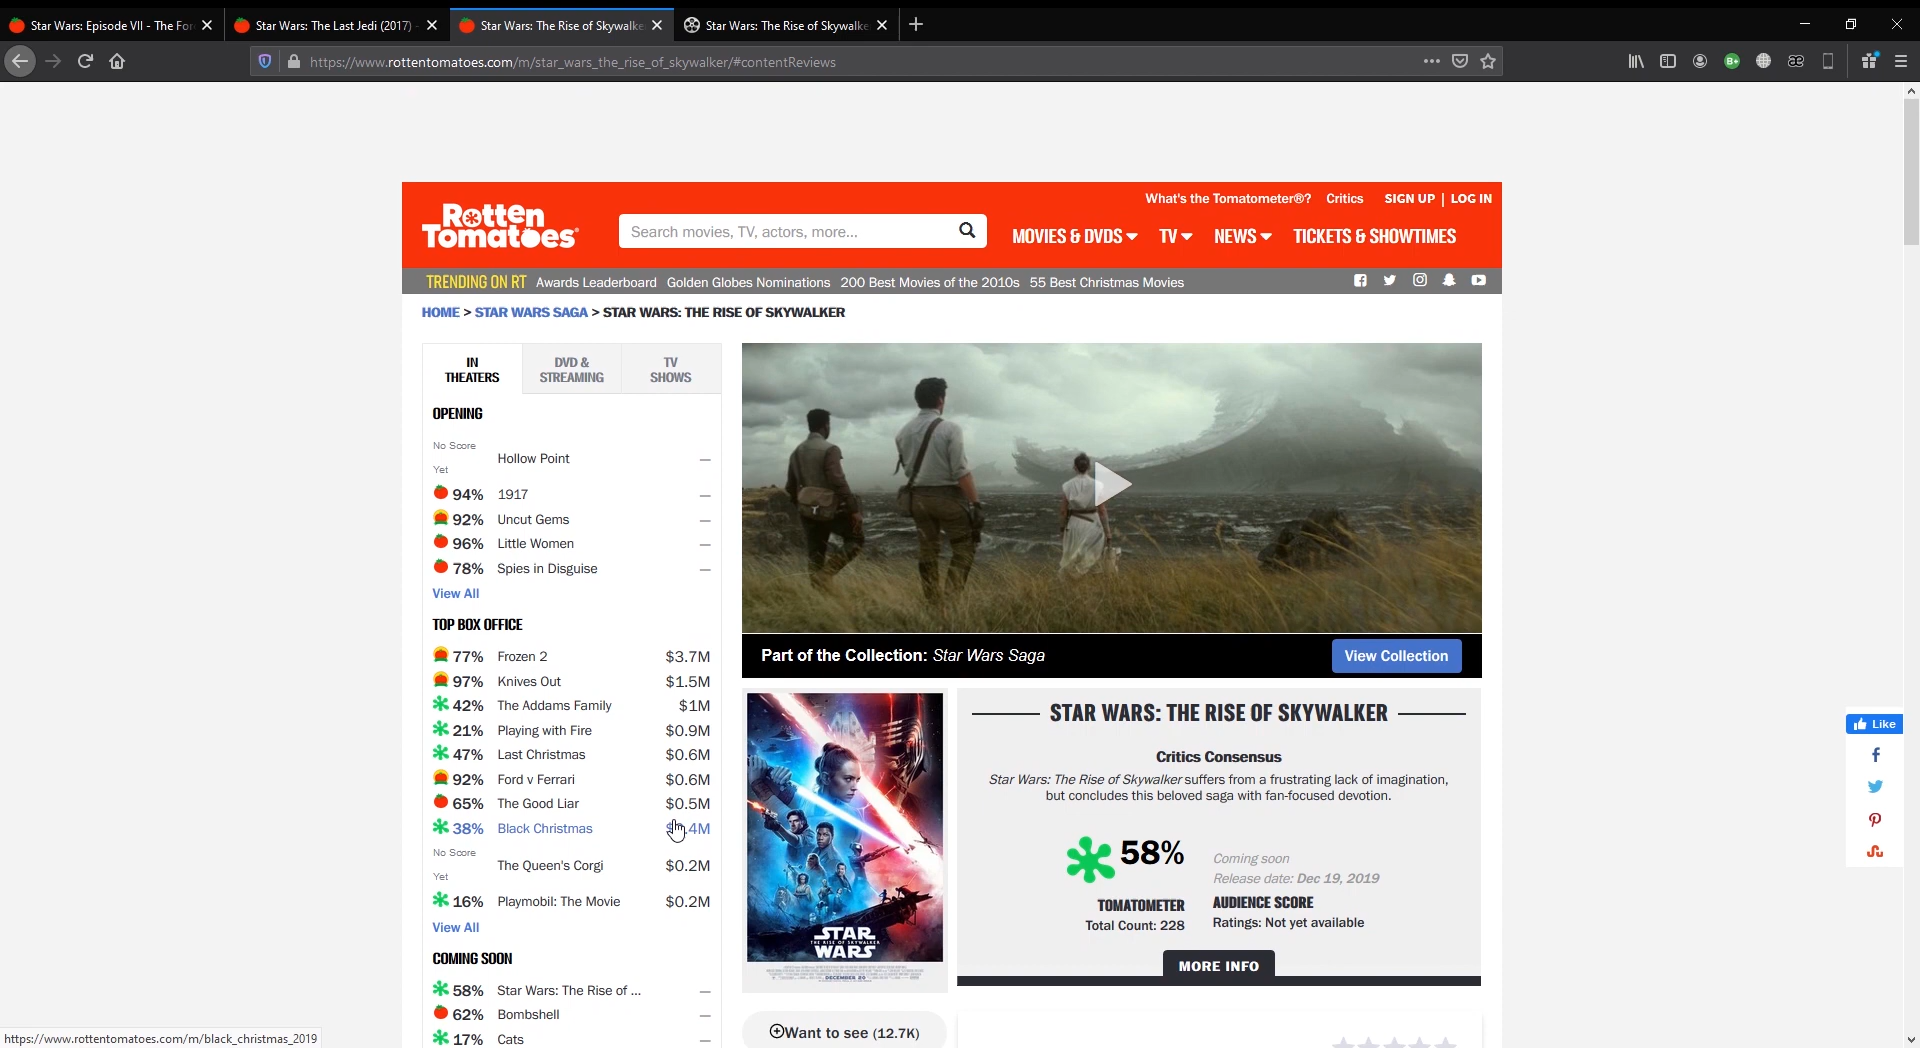 Star Wars: Episode VII - The For
Star Wars: The Last Jedi (2017) -
Star Wars: The Rise of Skywalke
Star Wars: The Rise of Skywalke
https://www.rottentomatoes.com/m/star_wars_the_rise_of_skywalker/#contentReviews
What's the Tomatometer®? Critics SIGN UP | LOG IN
Rotten
Tomatoes
Search movies, TV, actors, more...
MOVIES & DVDS TV NEWS TICKETS & SHOWTIMES
TRENDING ON RT Awards Leaderboard Golden Globes Nominations 200 Best Movies of the 2010s 55 Best Christmas Movies
HOME > STAR WARS SAGA > STAR WARS: THE RISE OF SKYWALKER
IN THEATERS
DVD & STREAMING
TV SHOWS
OPENING
No Score Yet Hollow Point –
94% 1917 –
92% Uncut Gems –
96% Little Women –
78% Spies in Disguise –
View All
TOP BOX OFFICE
77% Frozen 2 $3.7M
97% Knives Out $1.5M
42% The Addams Family $1M
21% Playing with Fire $0.9M
47% Last Christmas $0.6M
92% Ford v Ferrari $0.6M
65% The Good Liar $0.5M
38% Black Christmas .4M
No Score Yet The Queen's Corgi $0.2M
16% Playmobil: The Movie $0.2M
View All
COMING SOON
58% Star Wars: The Rise of ... –
62% Bombshell –
17% Cats –
Part of the Collection: Star Wars Saga
View Collection
STAR WARS
THE RISE OF SKYWALKER
DECEMBER 20
Want to see (12.7K)
STAR WARS: THE RISE OF SKYWALKER
Critics Consensus
Star Wars: The Rise of Skywalker suffers from a frustrating lack of imagination,
but concludes this beloved saga with fan-focused devotion.
58%
TOMATOMETER
Total Count: 228
Coming soon
Release date: Dec 19, 2019
AUDIENCE SCORE
Ratings: Not yet available
MORE INFO
Like
https://www.rottentomatoes.com/m/black_christmas_2019